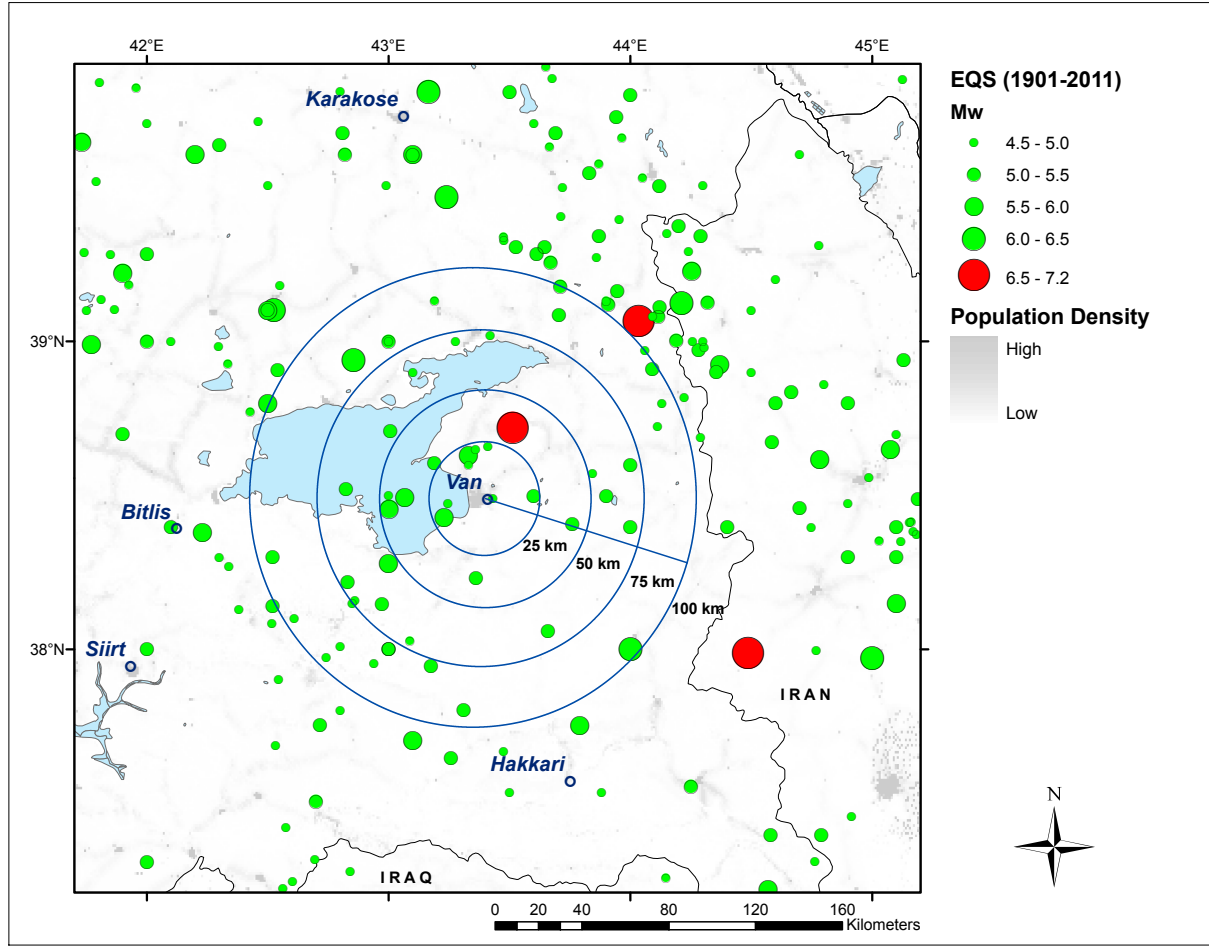 42°E 43°E 44°E 45°E
EQS (1901-2011)
Mw
4.5 - 5.0
5.0 - 5.5
5.5 - 6.0
6.0 - 6.5
6.5 - 7.2
Population Density
High
Low
Karakose
39°N
Van
Bitlis
25 km
50 km
75 km
100 km
38°N
Siirt
IRAN
Hakkari
IRAQ
N
0 20 40 80 120 160
Kilometers